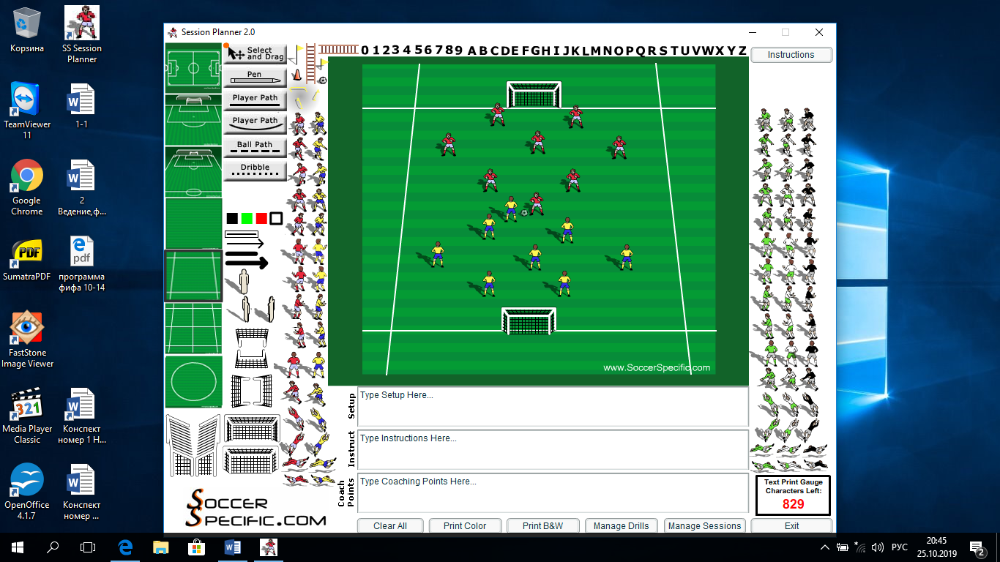 Корзина
SS Session
Planner
TeamViewer
11
1-1
Google
Chrome
2
Ведение,ф...
PDF
SumatraPDF
pdf
программа
фифа 10-14
FastStone
Image Viewer
321
Media Player
Classic
Конспект
номер 1 Н...
OpenOffice
4.1.7
Конспект
номер ...
Session Planner 2.0
Select
and Drag
Pen
Player Path
Player Path
Ball Path
Dribble
0 1 2 3 4 5 6 7 8 9 A B C D E F G H I J K L M N O P Q R S T U V W X Y Z
Instructions
www.SoccerSpecific.com
Setup
Type Setup Here...
Instruct
Type Instructions Here...
Coach
Points
Type Coaching Points Here...
Text Print Gauge
Characters Left:
829
SOCCER
SPECIFIC.COM
Clear All
Print Color
Print B&W
Manage Drills
Manage Sessions
Exit
РУС
20:45
25.10.2019
2